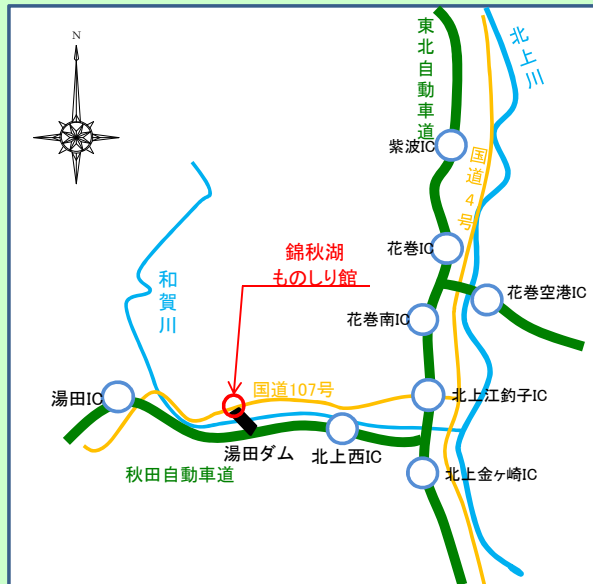 N
東北自動車道
北上川
紫波IC
国道4号
花巻IC
錦秋湖
ものしり館
和賀川
花巻空港IC
花巻南IC
国道107号
湯田IC
北上江釣子IC
湯田ダム
北上西IC
秋田自動車道
北上金ヶ崎IC